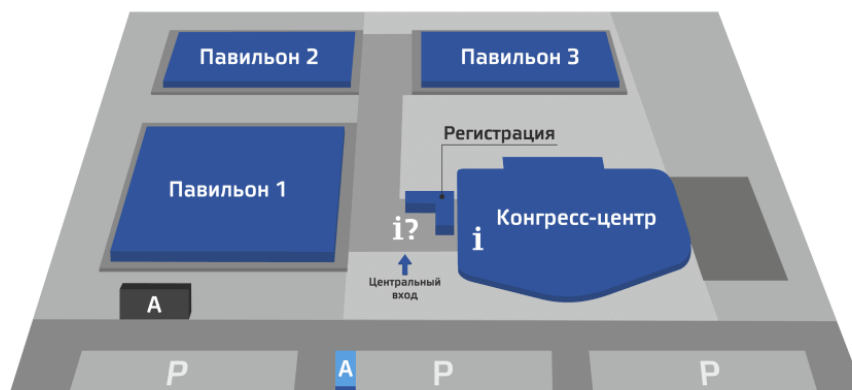 Павильон 2
Павильон 3
Регистрация
Павильон 1
Конгресс-центр
i?
i
Центральный
вход
A
P
A
P
P